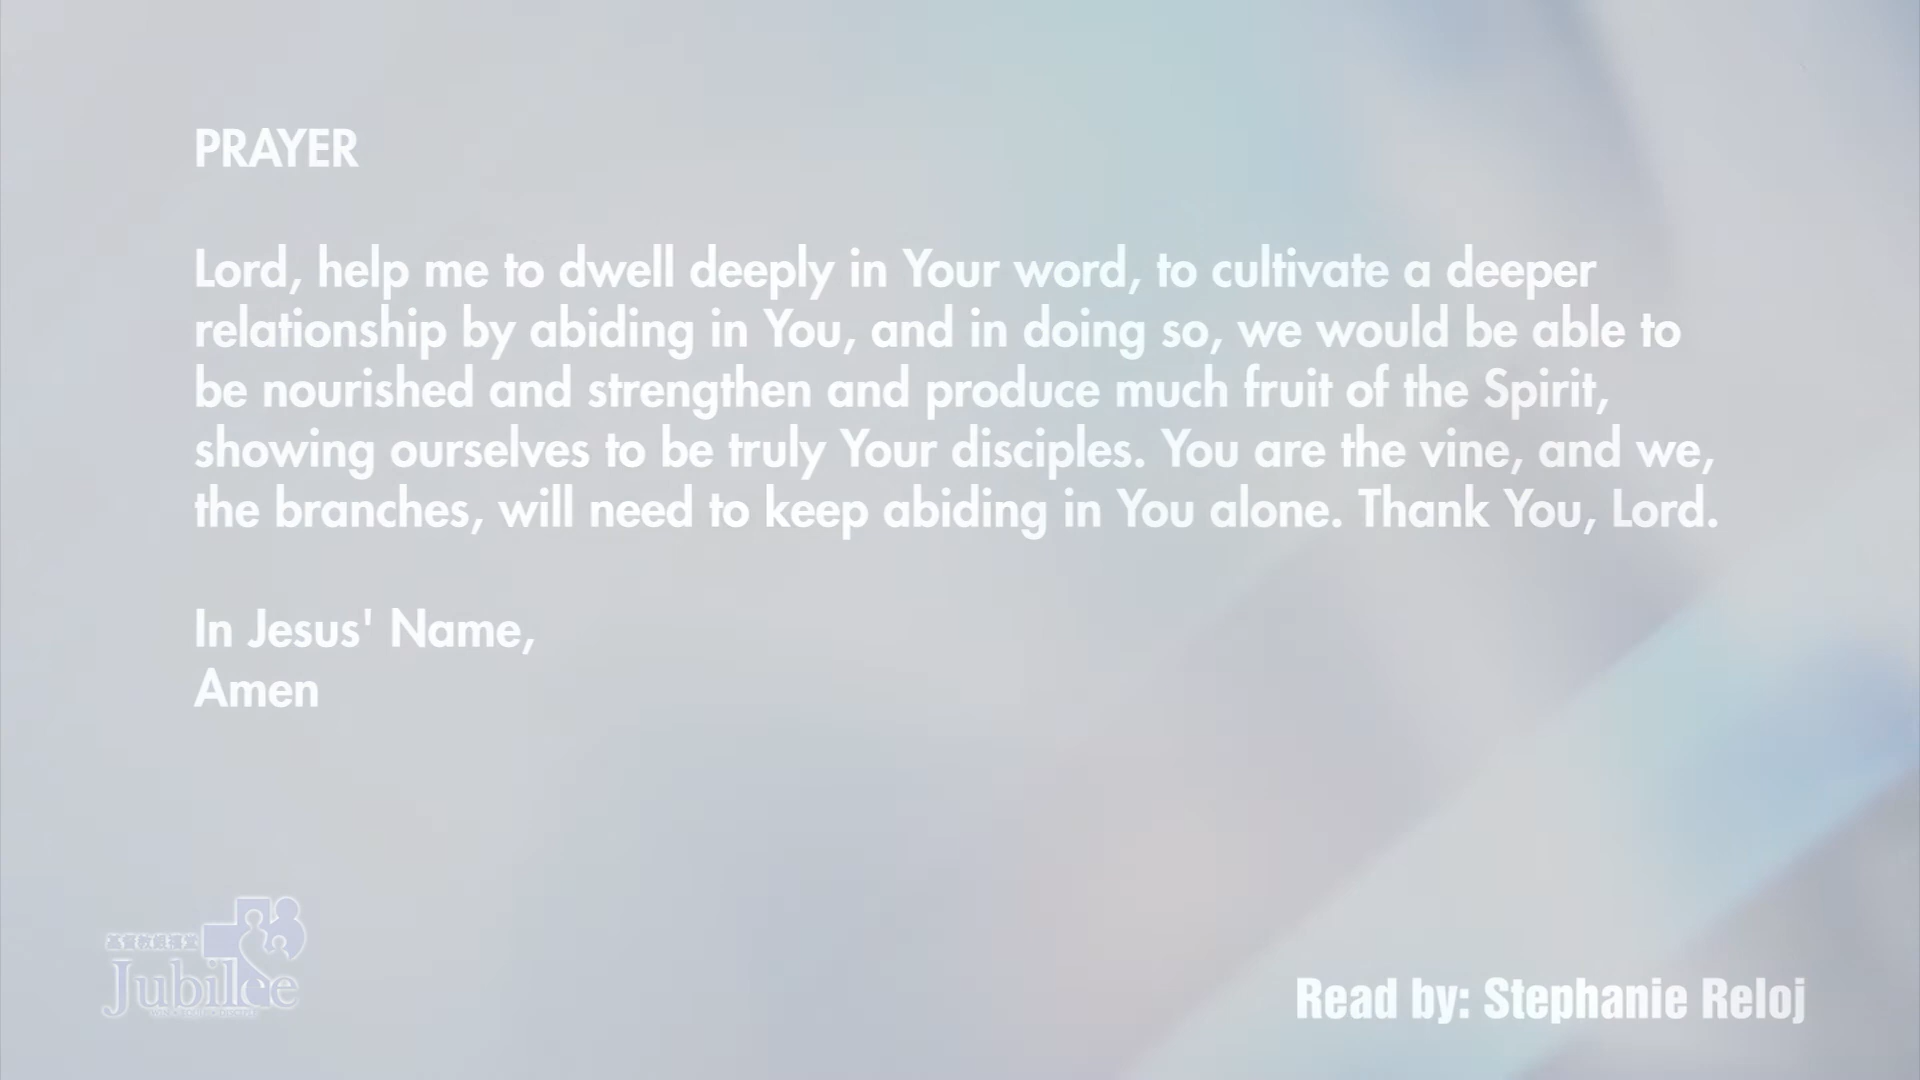 PRAYER
Lord, help me to dwell deeply in Your word, to cultivate a deeper
relationship by abiding in You, and in doing so, we would be able to
be nourished and strengthen and produce much fruit of the Spirit,
showing ourselves to be truly Your disciples. You are the vine, and we,
the branches, will need to keep abiding in You alone. Thank You, Lord.
In Jesus' Name,
Amen
Jubilee
Read by: Stephanie Reloj